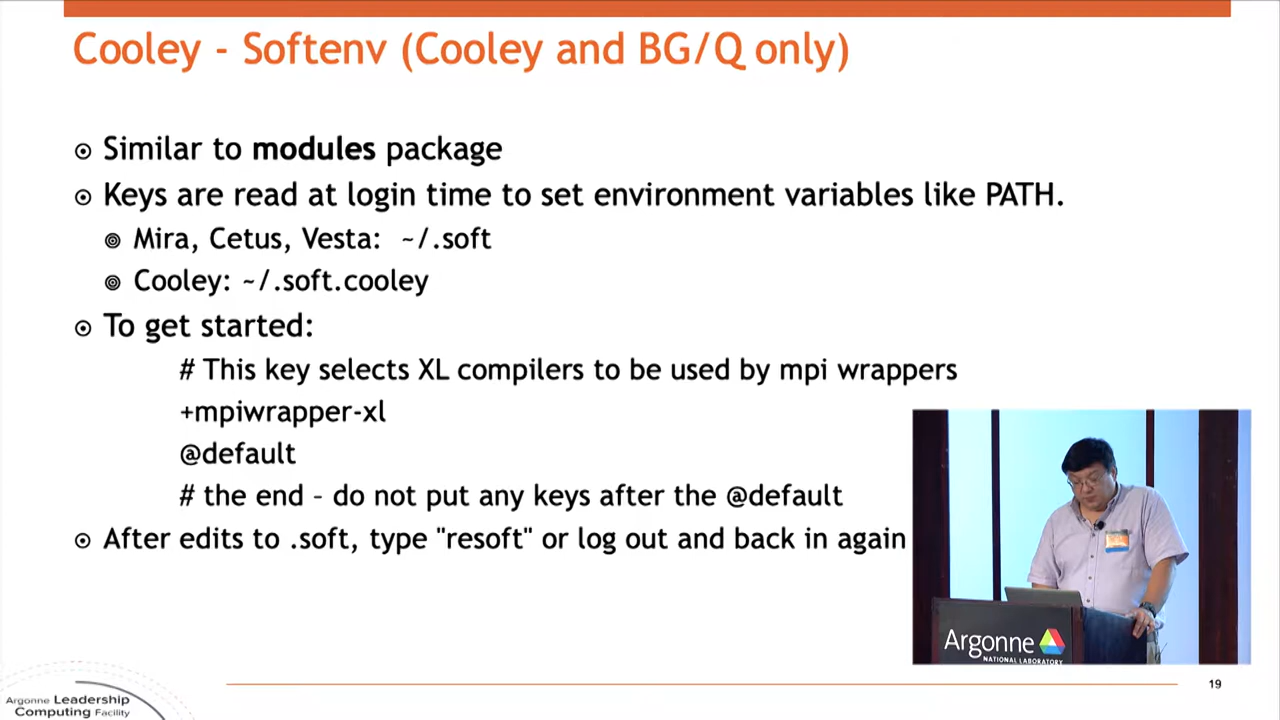 Cooley - Softenv (Cooley and BG/Q only)
Similar to modules package
Keys are read at login time to set environment variables like PATH.
Mira, Cetus, Vesta: ~/.soft
Cooley: ~/.soft.cooley
To get started:
# This key selects XL compilers to be used by mpi wrappers
+mpiwrapper-xl
@default
# the end – do not put any keys after the @default
After edits to .soft, type "resoft" or log out and back in again
Argonne
NATIONAL LABORATORY
19
Argonne Leadership
Computing Facility